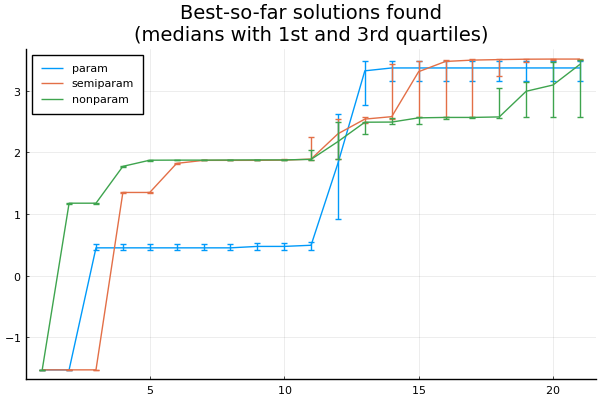 Best-so-far solutions found
(medians with 1st and 3rd quartiles)
param
semiparam
nonparam
3
2
1
0
−1
5
10
15
20